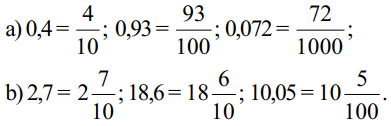 a) 0,4 = 4/10; 0,93 = 93/100; 0,072 = 72/1000;
b) 2,7 = 2 7/10; 18,6 = 18 6/10; 10,05 = 10 5/100.